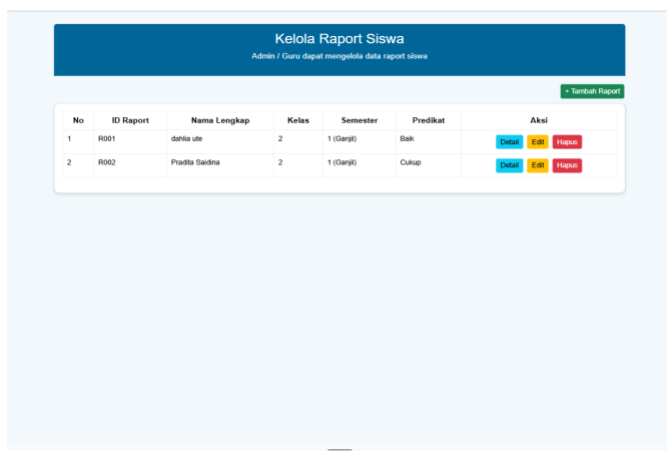 Kelola Raport Siswa
Admin / Guru dapat mengelola data raport siswa
+ Tambah Raport
No ID Raport Nama Lengkap Kelas Semester Predikat Aksi
1 R001 dahlia ute 2 1 (Ganjil) Baik Detail Edit Hapus
2 R002 Pradita Saidina 2 1 (Ganjil) Cukup Detail Edit Hapus